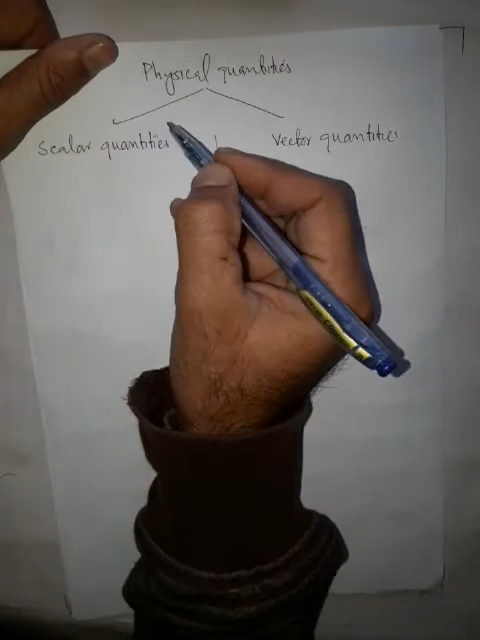 Physical quantities
Scalar quantities
Vector quantities